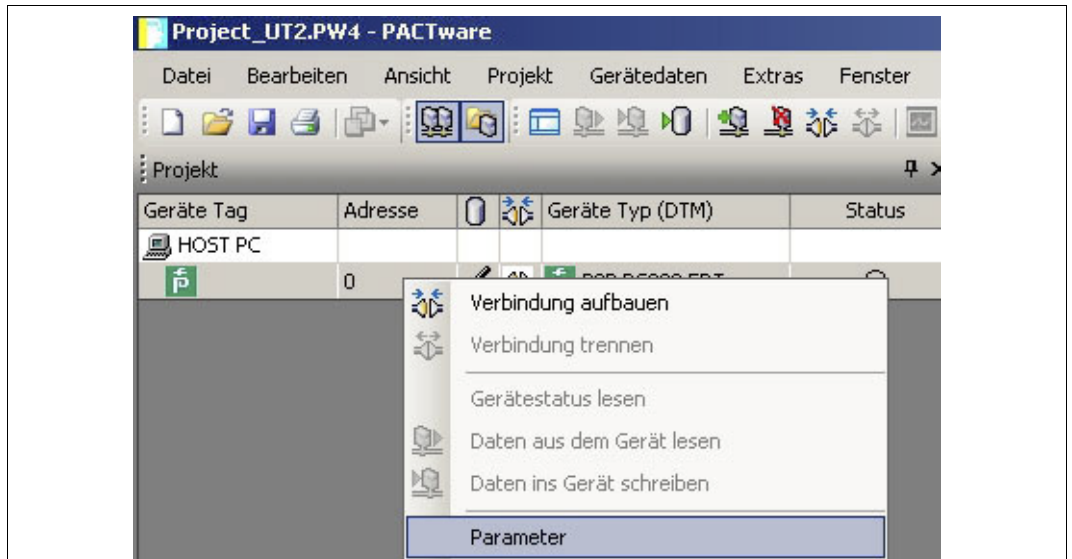 Project_UT2.PW4 - PACTware
Datei Bearbeiten Ansicht Projekt Gerätedaten Extras Fenster
Projekt
Geräte Tag Adresse Geräte Typ (DTM) Status
HOST PC
0
Verbindung aufbauen
Verbindung trennen
Gerätestatus lesen
Daten aus dem Gerät lesen
Daten ins Gerät schreiben
Parameter